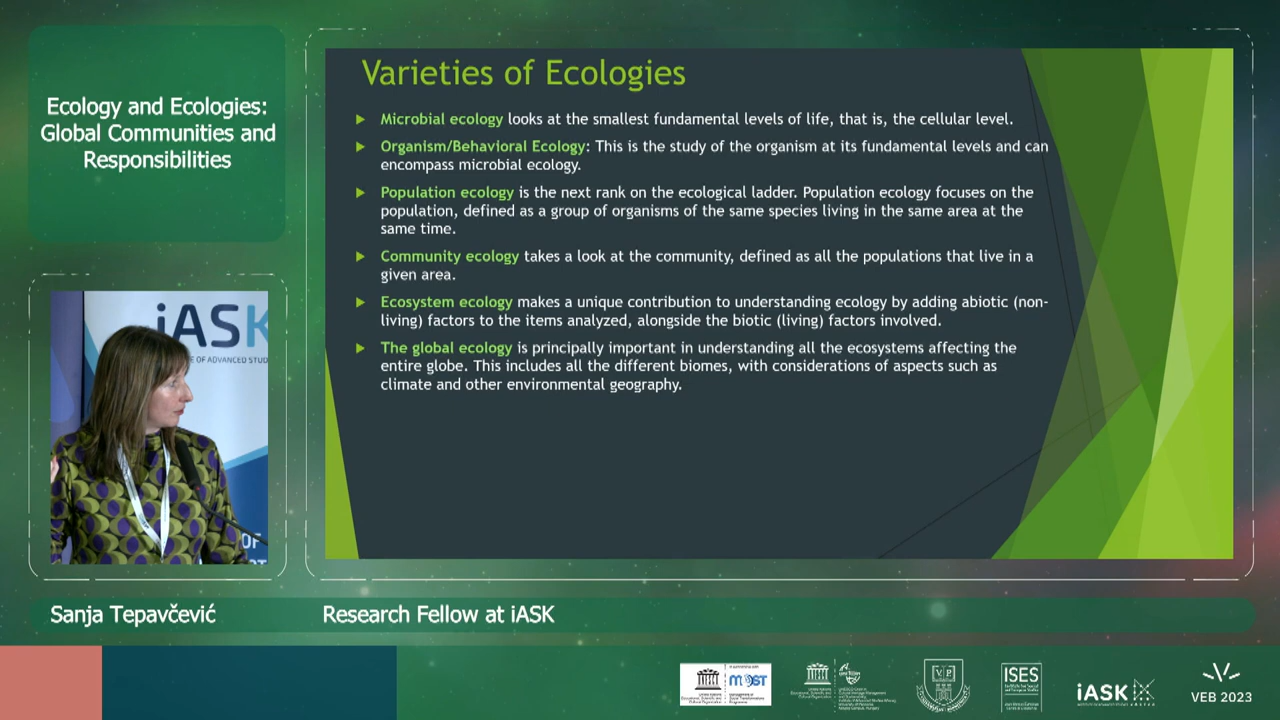 Ecology and Ecologies:
Global Communities and
Responsibilities
Varieties of Ecologies
Microbial ecology looks at the smallest fundamental levels of life, that is, the cellular level.
Organism/Behavioral Ecology: This is the study of the organism at its fundamental levels and can
encompass microbial ecology.
Population ecology is the next rank on the ecological ladder. Population ecology focuses on the
population, defined as a group of organisms of the same species living in the same area at the
same time.
Community ecology takes a look at the community, defined as all the populations that live in a
given area.
Ecosystem ecology makes a unique contribution to understanding ecology by adding abiotic (non-
living) factors to the items analyzed, alongside the biotic (living) factors involved.
The global ecology is principally important in understanding all the ecosystems affecting the
entire globe. This includes all the different biomes, with considerations of aspects such as
climate and other environmental geography.
iASK
E OF ADVANCED STUD
OF
Sanja Tepavčević
Research Fellow at iASK
MOST
ISES
iASK
VEB 2023